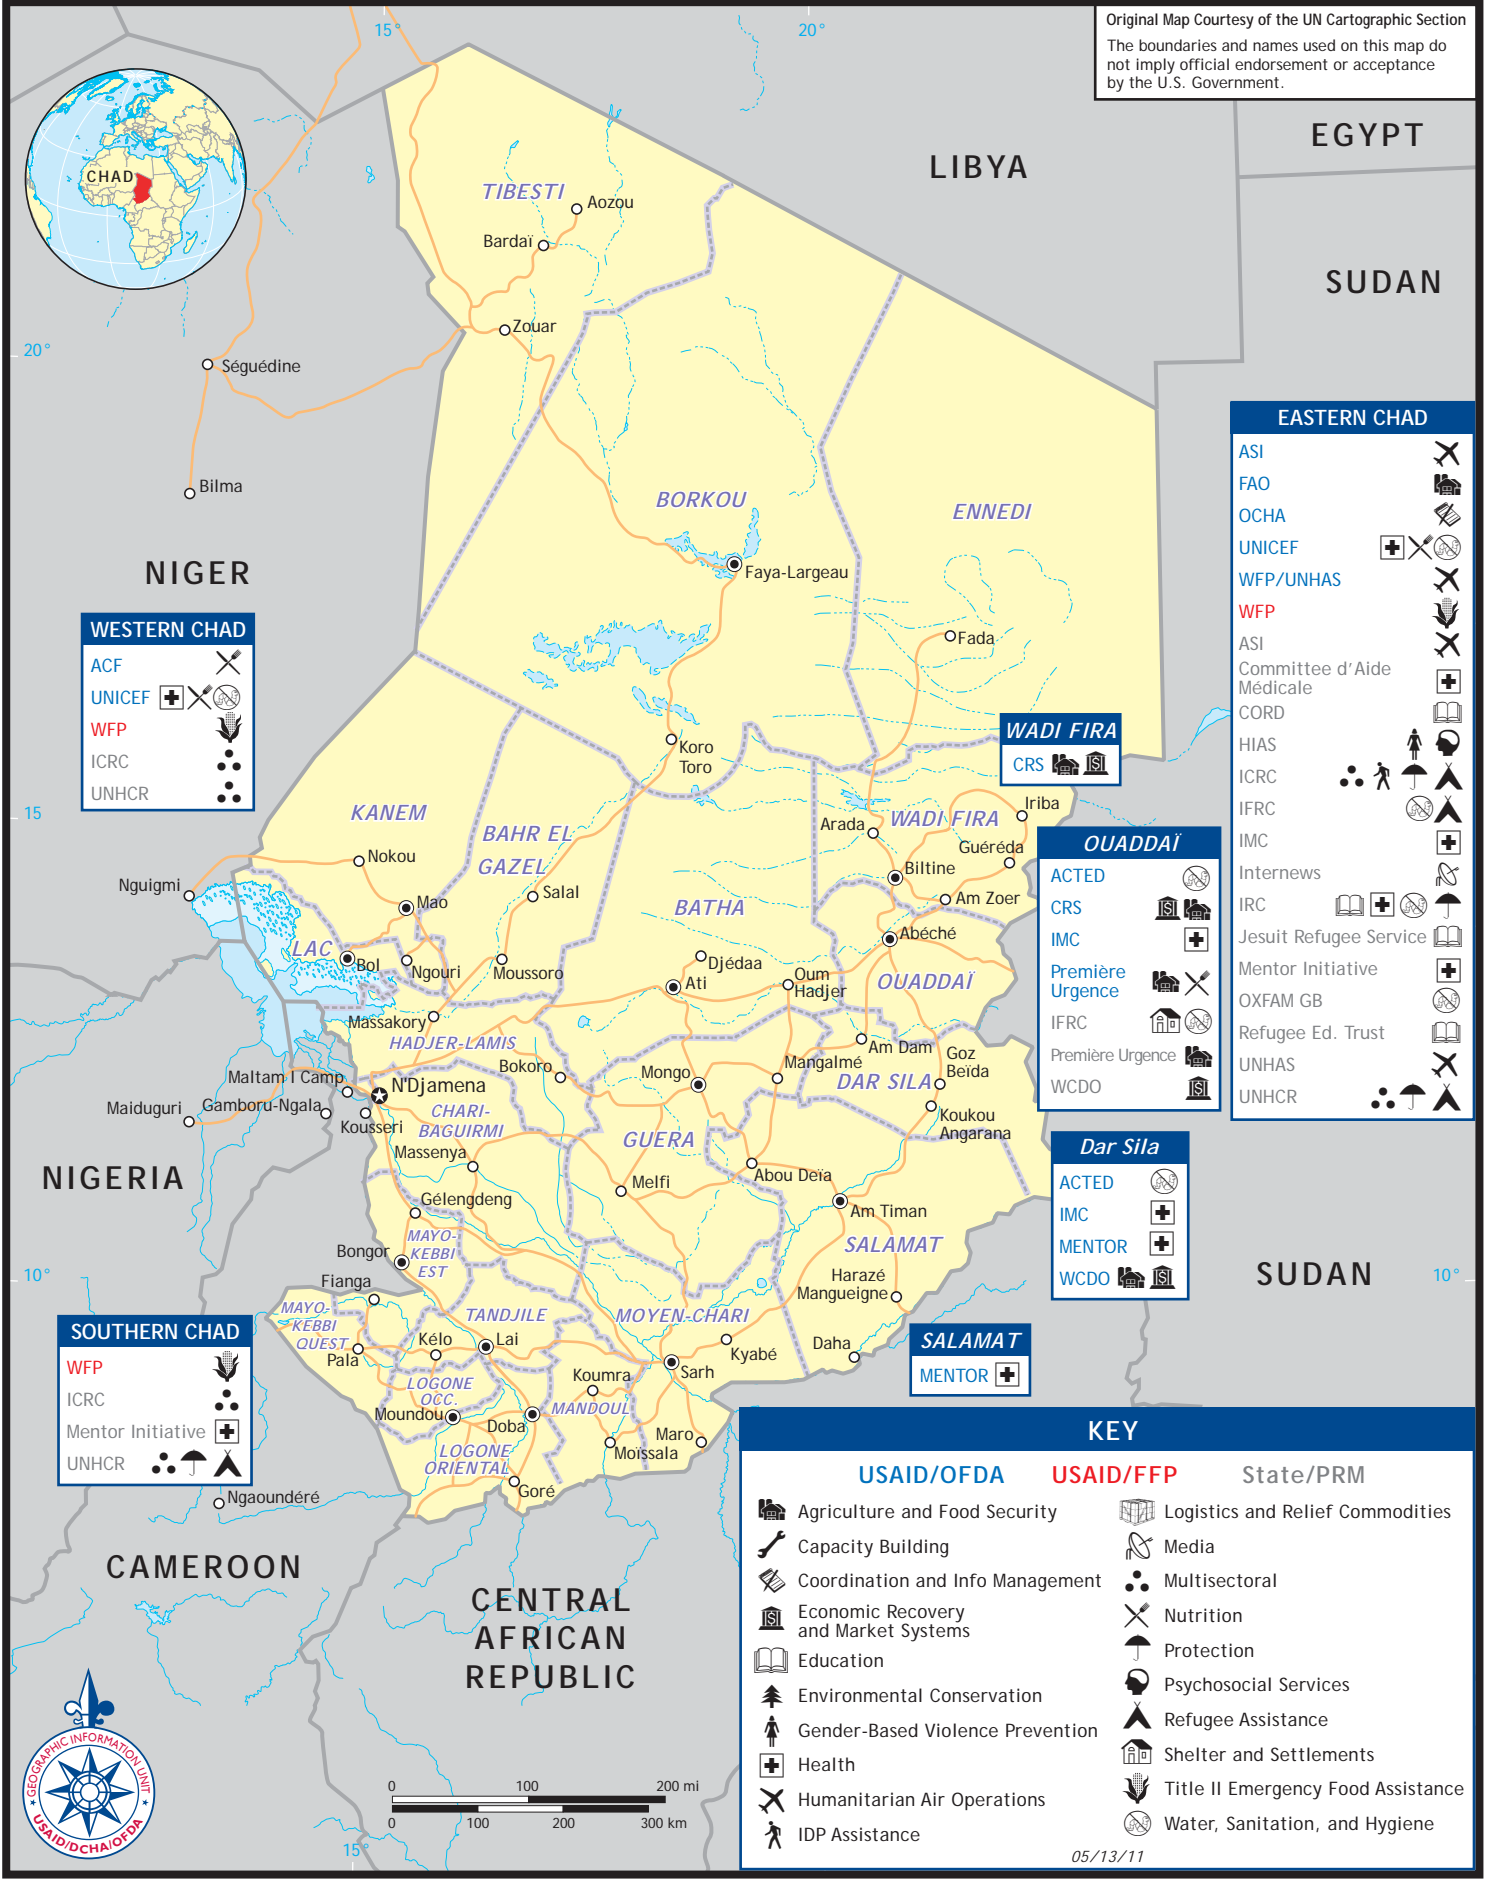 Original Map Courtesy of the UN Cartographic Section
The boundaries and names used on this map do
not imply official endorsement or acceptance
by the U.S. Government.
15°
20°
EGYPT
LIBYA
CHAD
TIBESTI
Aozou
Bardaï
SUDAN
Zouar
20°
Séguédine
Bilma
BORKOU
ENNEDI
NIGER
Faya-Largeau
Fada
EASTERN CHAD
ASI
FAO
OCHA
UNICEF
WFP/UNHAS
WFP
ASI
Committee d'Aide
Médicale
CORD
HIAS
ICRC
IFRC
IMC
Internews
IRC
Jesuit Refugee Service
Mentor Initiative
OXFAM GB
Refugee Ed. Trust
UNHAS
UNHCR
WESTERN CHAD
ACF
UNICEF
WFP
ICRC
UNHCR
WADI FIRA
CRS
Koro
Toro
15
KANEM
BAHR EL
GAZEL
WADI FIRA
Iriba
Arada
Guéréda
Nokou
Biltine
Nguigmi
Salal
Am Zoer
Mao
BATHA
OUADDAÏ
ACTED
CRS
IMC
Première
Urgence
IFRC
Première Urgence
WCDO
Abéché
LAC
Bol
Ngouri
Moussoro
Djédaa
Ati
Oum
Hadjer
OUADDAÏ
Massakory
HADJER-LAMIS
Am Dam
Goz
Beïda
Bokoro
Mongo
Mangalmé
DAR SILA
Maltam I Camp
N'Djamena
Maiduguri
Gamboru-Ngala
Kousseri
CHARI-
BAGUIRMI
Koukou
Angarana
GUERA
Massenya
NIGERIA
Abou Deïa
Melfi
Gélengdeng
Am Timan
Dar Sila
ACTED
IMC
MENTOR
WCDO
MAYO-
KEBBI
EST
Bongor
SALAMAT
Fianga
Harazé
Mangueigne
SUDAN
10°
10°
MAYO-
KEBBI
QUEST
TANDJILE
MOYEN-CHARI
SOUTHERN CHAD
WFP
ICRC
Mentor Initiative
UNHCR
Pala
Kélo
Lai
Kyabé
Daha
SALAMAT
MENTOR
Sarh
Koumra
LOGONE
OCC.
Moundou
Doba
MANDOUL
Maro
Moïssala
LOGONE
ORIENTAL
Goré
Ngaoundéré
CAMEROON
CENTRAL
AFRICAN
REPUBLIC
KEY
USAID/OFDA USAID/FFP State/PRM
Agriculture and Food Security
Capacity Building
Coordination and Info Management
Economic Recovery
and Market Systems
Education
Environmental Conservation
Gender-Based Violence Prevention
Health
Humanitarian Air Operations
IDP Assistance
Logistics and Relief Commodities
Media
Multisectoral
Nutrition
Protection
Psychosocial Services
Refugee Assistance
Shelter and Settlements
Title II Emergency Food Assistance
Water, Sanitation, and Hygiene
05/13/11
GEOGRAPHIC INFORMATION UNIT
USAID/DCHA/OFDA
0 100 200 mi
0 100 200 300 km
15°